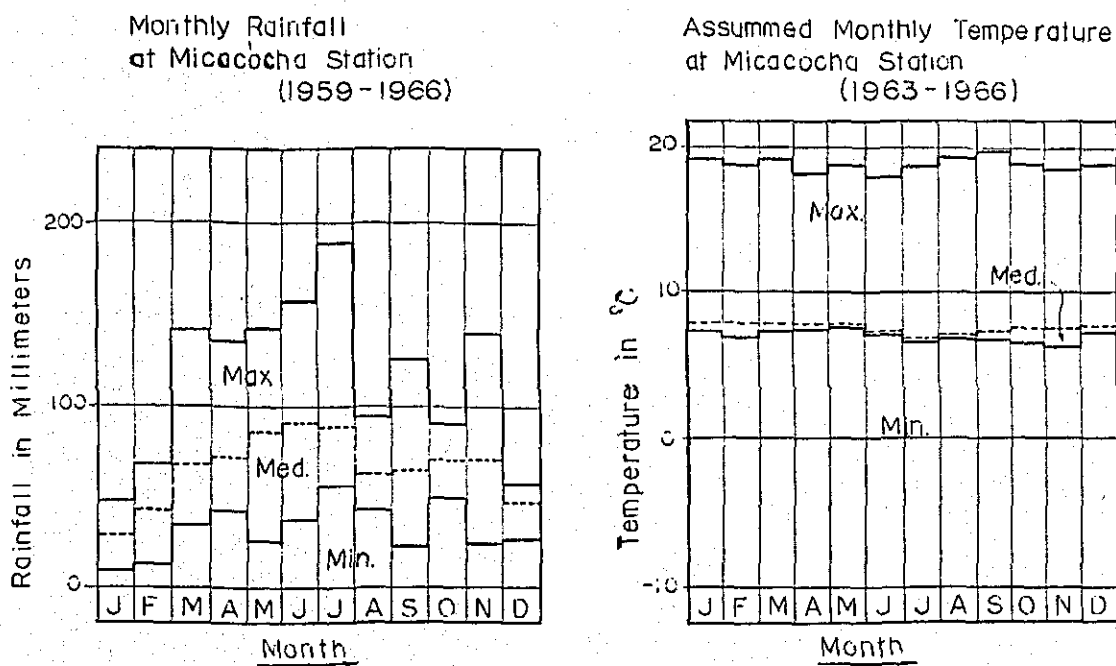 Monthly Rainfall
at Micacocha Station
(1959-1966)
Rainfall in Millimeters
200
100
0
Max
Med.
Min.
J F M A M J J A S O N D
Month
Assummed Monthly Temperature
at Micacocha Station
(1963-1966)
Temperature in °C
20
10
0
-10
Max.
Med.
Min.
J F M A M J J A S O N D
Month